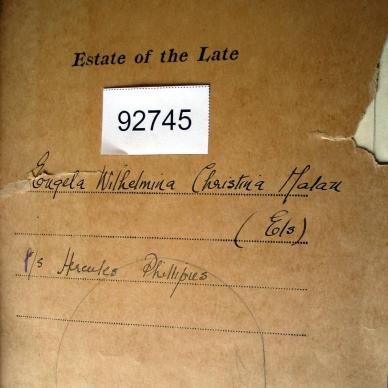 Estate of the Late
92745
Engela Wilhelmina Christina Malan
(Els)
p/s Hercules Phillipus